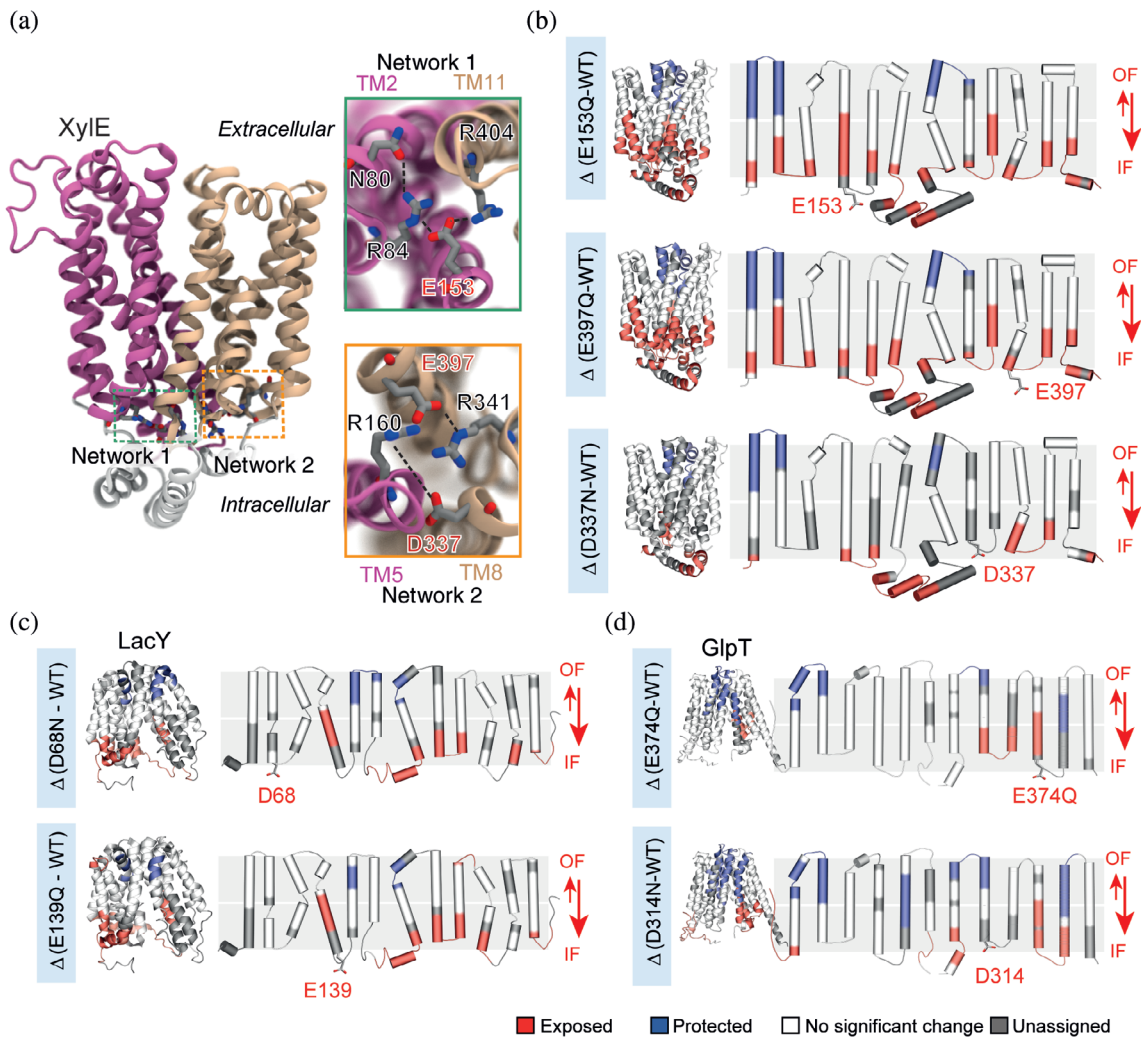 (a)
XylE
Extracellular
Network 1
Network 2
Intracellular
Network 1
TM2
TM11
R404
N80
R84
E153
E397
R341
R160
D337
TM5
TM8
Network 2
(b)
Δ (E153Q-WT)
E153
OF
IF
Δ (E397Q-WT)
E397
OF
IF
Δ (D337N-WT)
D337
OF
IF
(c)
LacY
Δ (D68N - WT)
D68
OF
IF
Δ (E139Q - WT)
E139
OF
IF
(d)
GlpT
Δ (E374Q-WT)
E374Q
OF
IF
Δ (D314N-WT)
D314
OF
IF
Exposed
Protected
No significant change
Unassigned